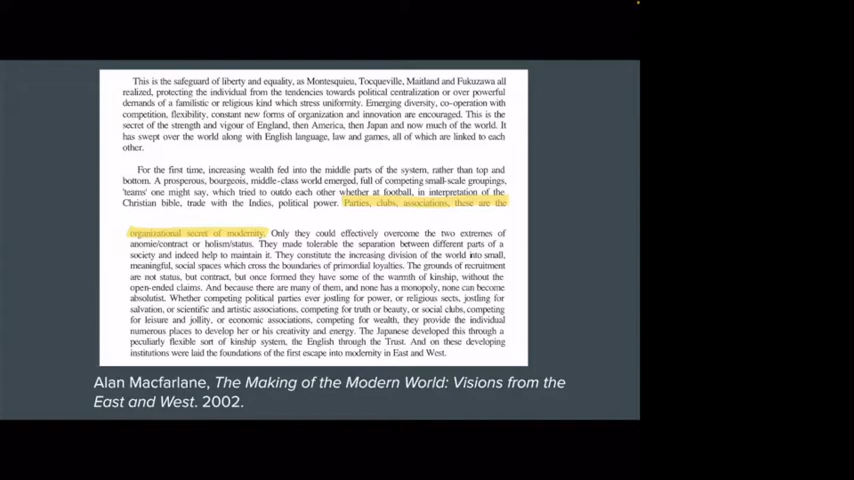 This is the safeguard of liberty and equality, as Montesquieu, Tocqueville, Maitland and Fukuzawa all
realized, protecting the individual from the tendencies towards political centralization or over powerful
demands of a familistic or religious kind which stress uniformity. Emerging diversity, co-operation with
competition, flexibility, constant new forms of organization and innovation are encouraged. This is the
secret of the strength and vigour of England, then America, then Japan and now much of the world. It
has swept over the world along with English language, law and games, all of which are linked to each
other.
For the first time, increasing wealth fed into the middle parts of the system, rather than top and
bottom. A prosperous, bourgeois, middle-class world emerged, full of competing small-scale groupings,
'teams' one might say, which tried to outdo each other whether at football, in interpretation of the
Christian bible, trade with the Indies, political power. Parties, clubs, associations, these are the
organizational secret of modernity. Only they could effectively overcome the two extremes of
anomie/contract or holism/status. They made tolerable the separation between different parts of a
society and indeed help to maintain it. They constitute the increasing division of the world into small,
meaningful, social spaces which cross the boundaries of primordial loyalties. The grounds of recruitment
are not status, but contract, but once formed they have some of the warmth of kinship, without the
open-ended claims. And because there are many of them, and none has a monopoly, none can become
absolutist. Whether competing political parties ever jostling for power, or religious sects, jostling for
salvation, or scientific and artistic associations, competing for truth or beauty, or social clubs, competing
for leisure and jollity, or economic associations, competing for wealth, they provide the individual
numerous places to develop her or his creativity and energy. The Japanese developed this through a
peculiarly flexible sort of kinship system, the English through the Trust. And on these developing
institutions were laid the foundations of the first escape into modernity in East and West.
Alan Macfarlane, The Making of the Modern World: Visions from the
East and West. 2002.